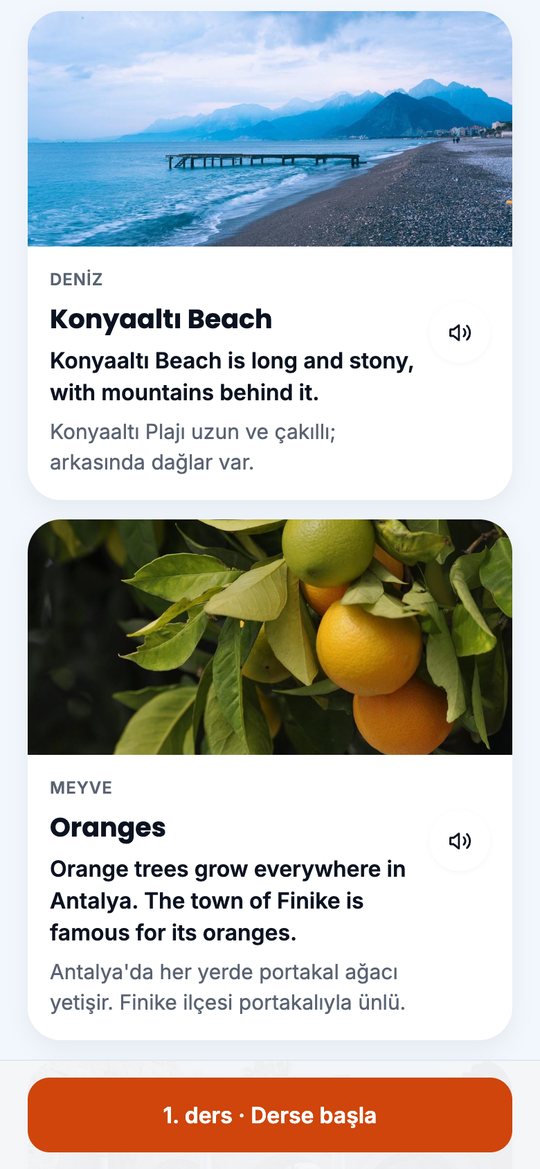 DENİZ
Konyaaltı Beach
Konyaaltı Beach is long and stony,
with mountains behind it.
Konyaaltı Plajı uzun ve çakıllı;
arkasında dağlar var.
MEYVE
Oranges
Orange trees grow everywhere in
Antalya. The town of Finike is
famous for its oranges.
Antalya'da her yerde portakal ağacı
yetişir. Finike ilçesi portakalıyla ünlü.
1. ders · Derse başla